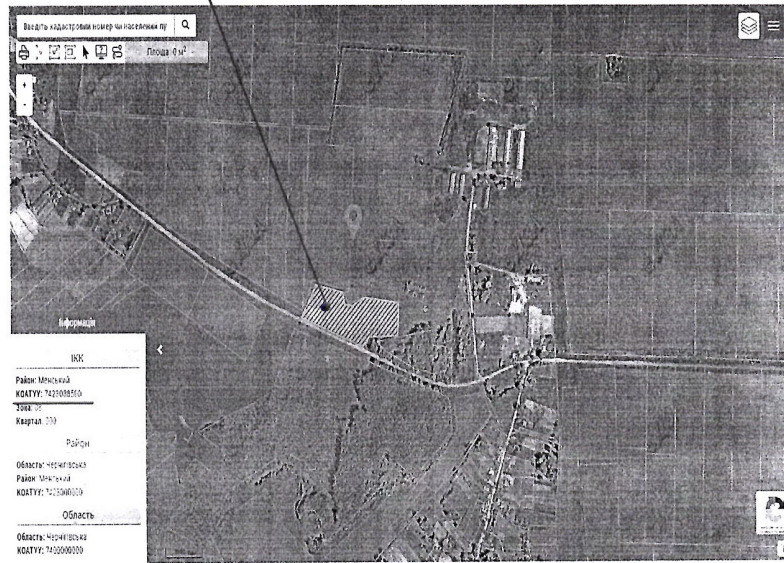 Введіть кадастровий номер чи населений пу
Площа -0 м²
+
-
Інформація
ІКК
Район: Менський
КОАТУУ: 7423088500
Зона: 08
Квартал: 000
Район
Область: Чернігівська
Район: Менський
КОАТУУ: 7423000000
Область
Область: Чернігівська
КОАТУУ: 7400000000